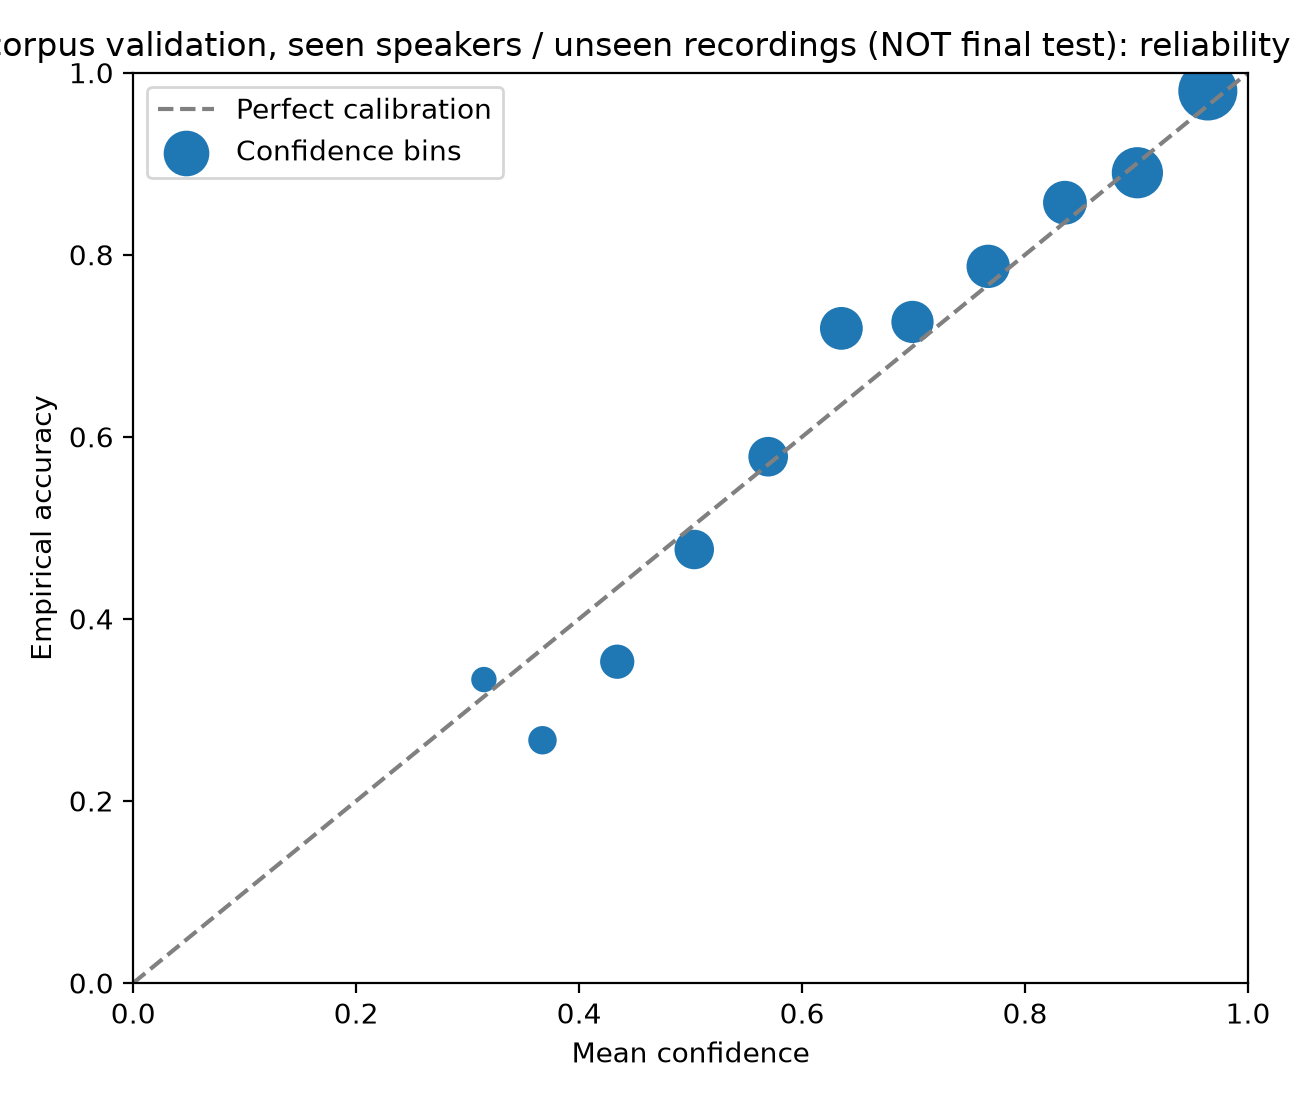 corpus validation, seen speakers / unseen recordings (NOT final test): reliability
Perfect calibration
Confidence bins
1.0
0.8
0.6
0.4
0.2
0.0
Empirical accuracy
0.0 0.2 0.4 0.6 0.8 1.0
Mean confidence